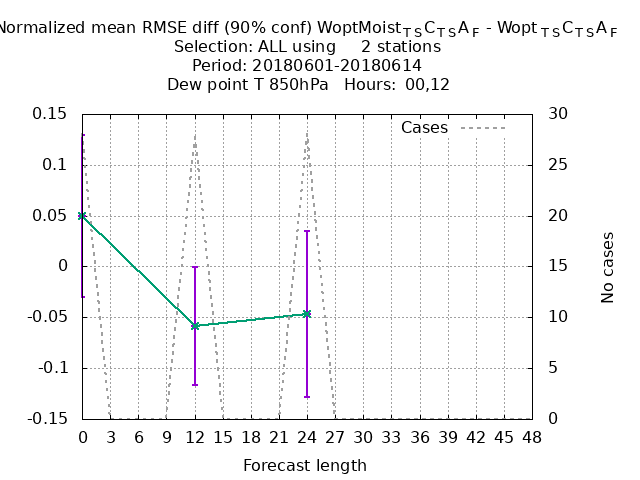 Normalized mean RMSE diff (90% conf) WoptMoist_TSC_TSA_F - Wopt_TSC_TSA_F
Selection: ALL using 2 stations
Period: 20180601-20180614
Dew point T 850hPa Hours: 00,12
0.15
0.1
0.05
0
-0.05
-0.1
-0.15
Cases
30
25
20
15
10
5
0
No cases
0 3 6 9 12 15 18 21 24 27 30 33 36 39 42 45 48
Forecast length